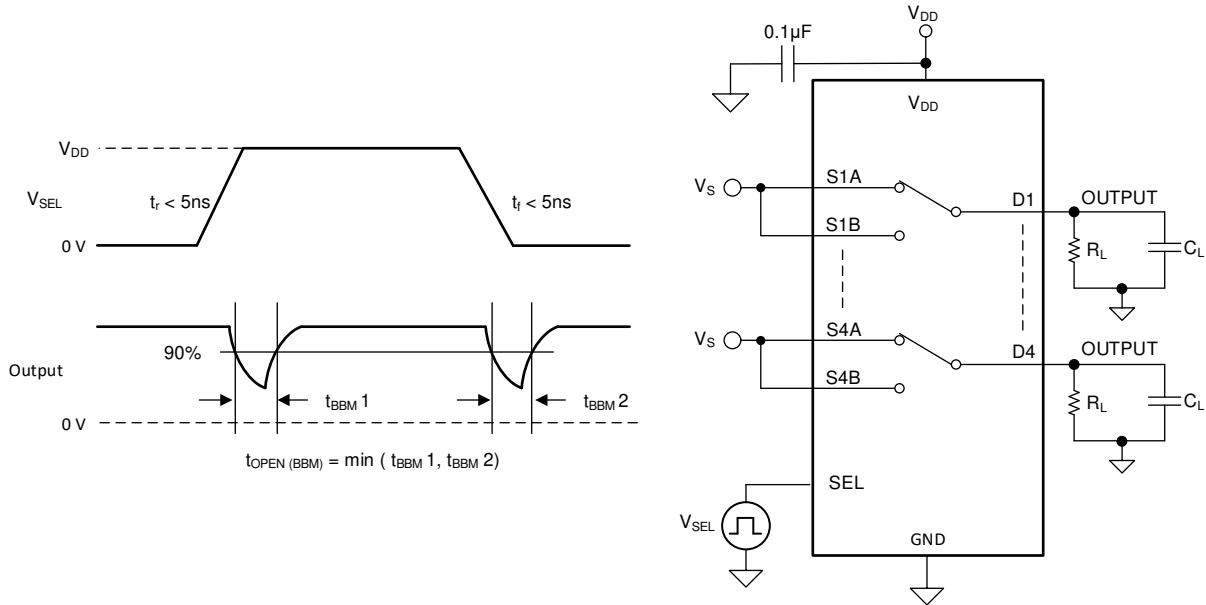 V_DD
V_SEL
t_r < 5ns
t_f < 5ns
0 V
90%
Output
t_BBM 1
t_BBM 2
0 V
t_OPEN (BBM) = min ( t_BBM 1, t_BBM 2)
V_DD
0.1µF
V_DD
V_S
S1A
D1
OUTPUT
S1B
R_L
C_L
V_S
S4A
D4
OUTPUT
S4B
R_L
C_L
SEL
V_SEL
GND